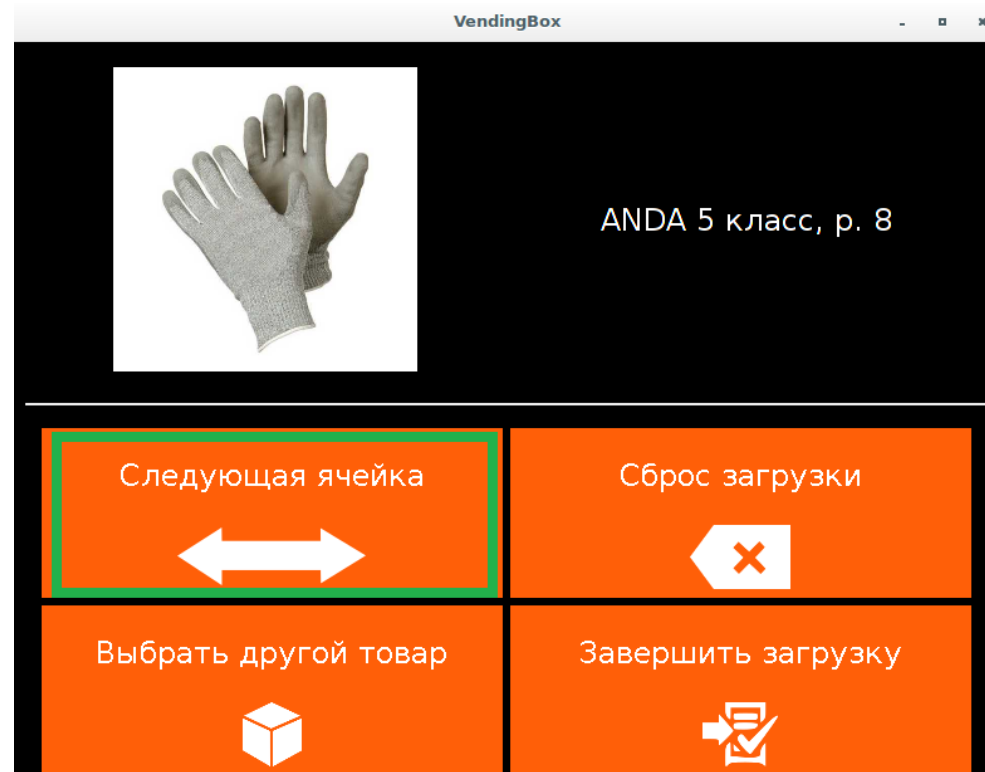 VendingBox
ANDA 5 класс, р. 8
Следующая ячейка
Сброс загрузки
Выбрать другой товар
Завершить загрузку